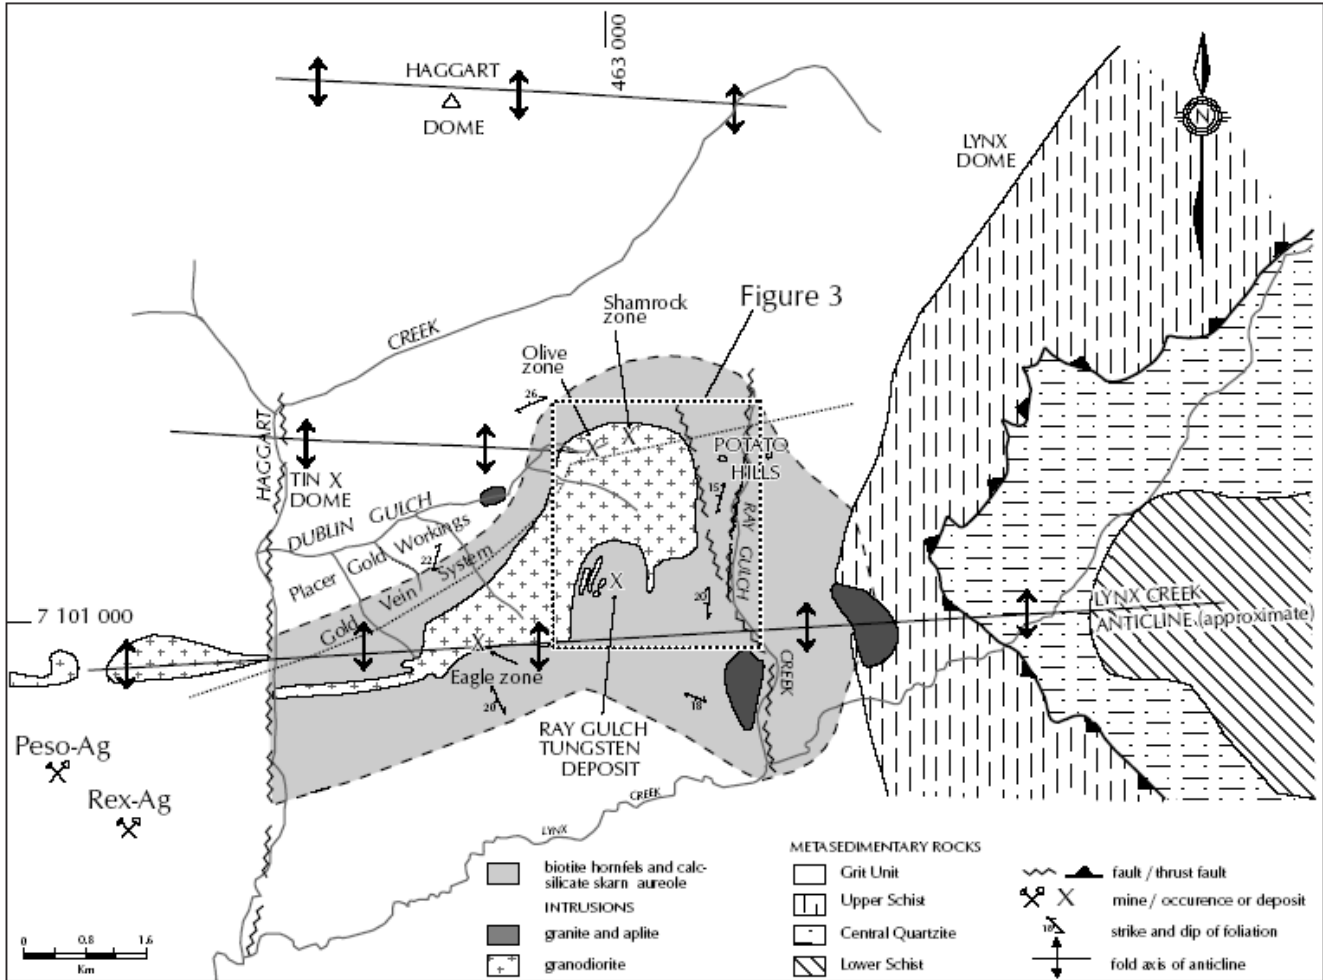 463 000
HAGGART
DOME
LYNX
DOME
N
Figure 3
Shamrock
zone
CREEK
Olive
zone
26
HAGGART
POTATO
HILLS
TIN X
DOME
X
X
15
DUBLIN GULCH
RAY GULCH
Placer Gold Workings
22
Gold Vein System
X
20
7 101 000
LYNX CREEK
ANTICLINE (approximate)
X
Eagle zone
CREEK
20
18
RAY GULCH
TUNGSTEN
DEPOSIT
Peso-Ag
Rex-Ag
CREEK
LYNX
biotite hornfels and calc-
silicate skarn aureole
INTRUSIONS
granite and aplite
granodiorite
METASEDIMENTARY ROCKS
Grit Unit
Upper Schist
Central Quartzite
Lower Schist
fault / thrust fault
X mine / occurence or deposit
18 strike and dip of foliation
fold axis of anticline
0 0.8 1.6
Km